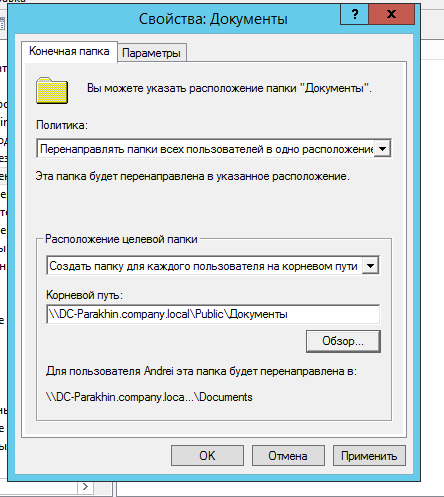 Свойства: Документы
?
X
Конечная папка
Параметры
Вы можете указать расположение папки "Документы".
Политика:
Перенаправлять папки всех пользователей в одно расположение
Эта папка будет перенаправлена в указанное расположение.
Расположение целевой папки
Создать папку для каждого пользователя на корневом пути
Корневой путь:
\\DC-Parakhin.company.local\Public\Документы
Обзор...
Для пользователя Andrei эта папка будет перенаправлена в:
\\DC-Parakhin.company.loca...\Documents
OK
Отмена
Применить